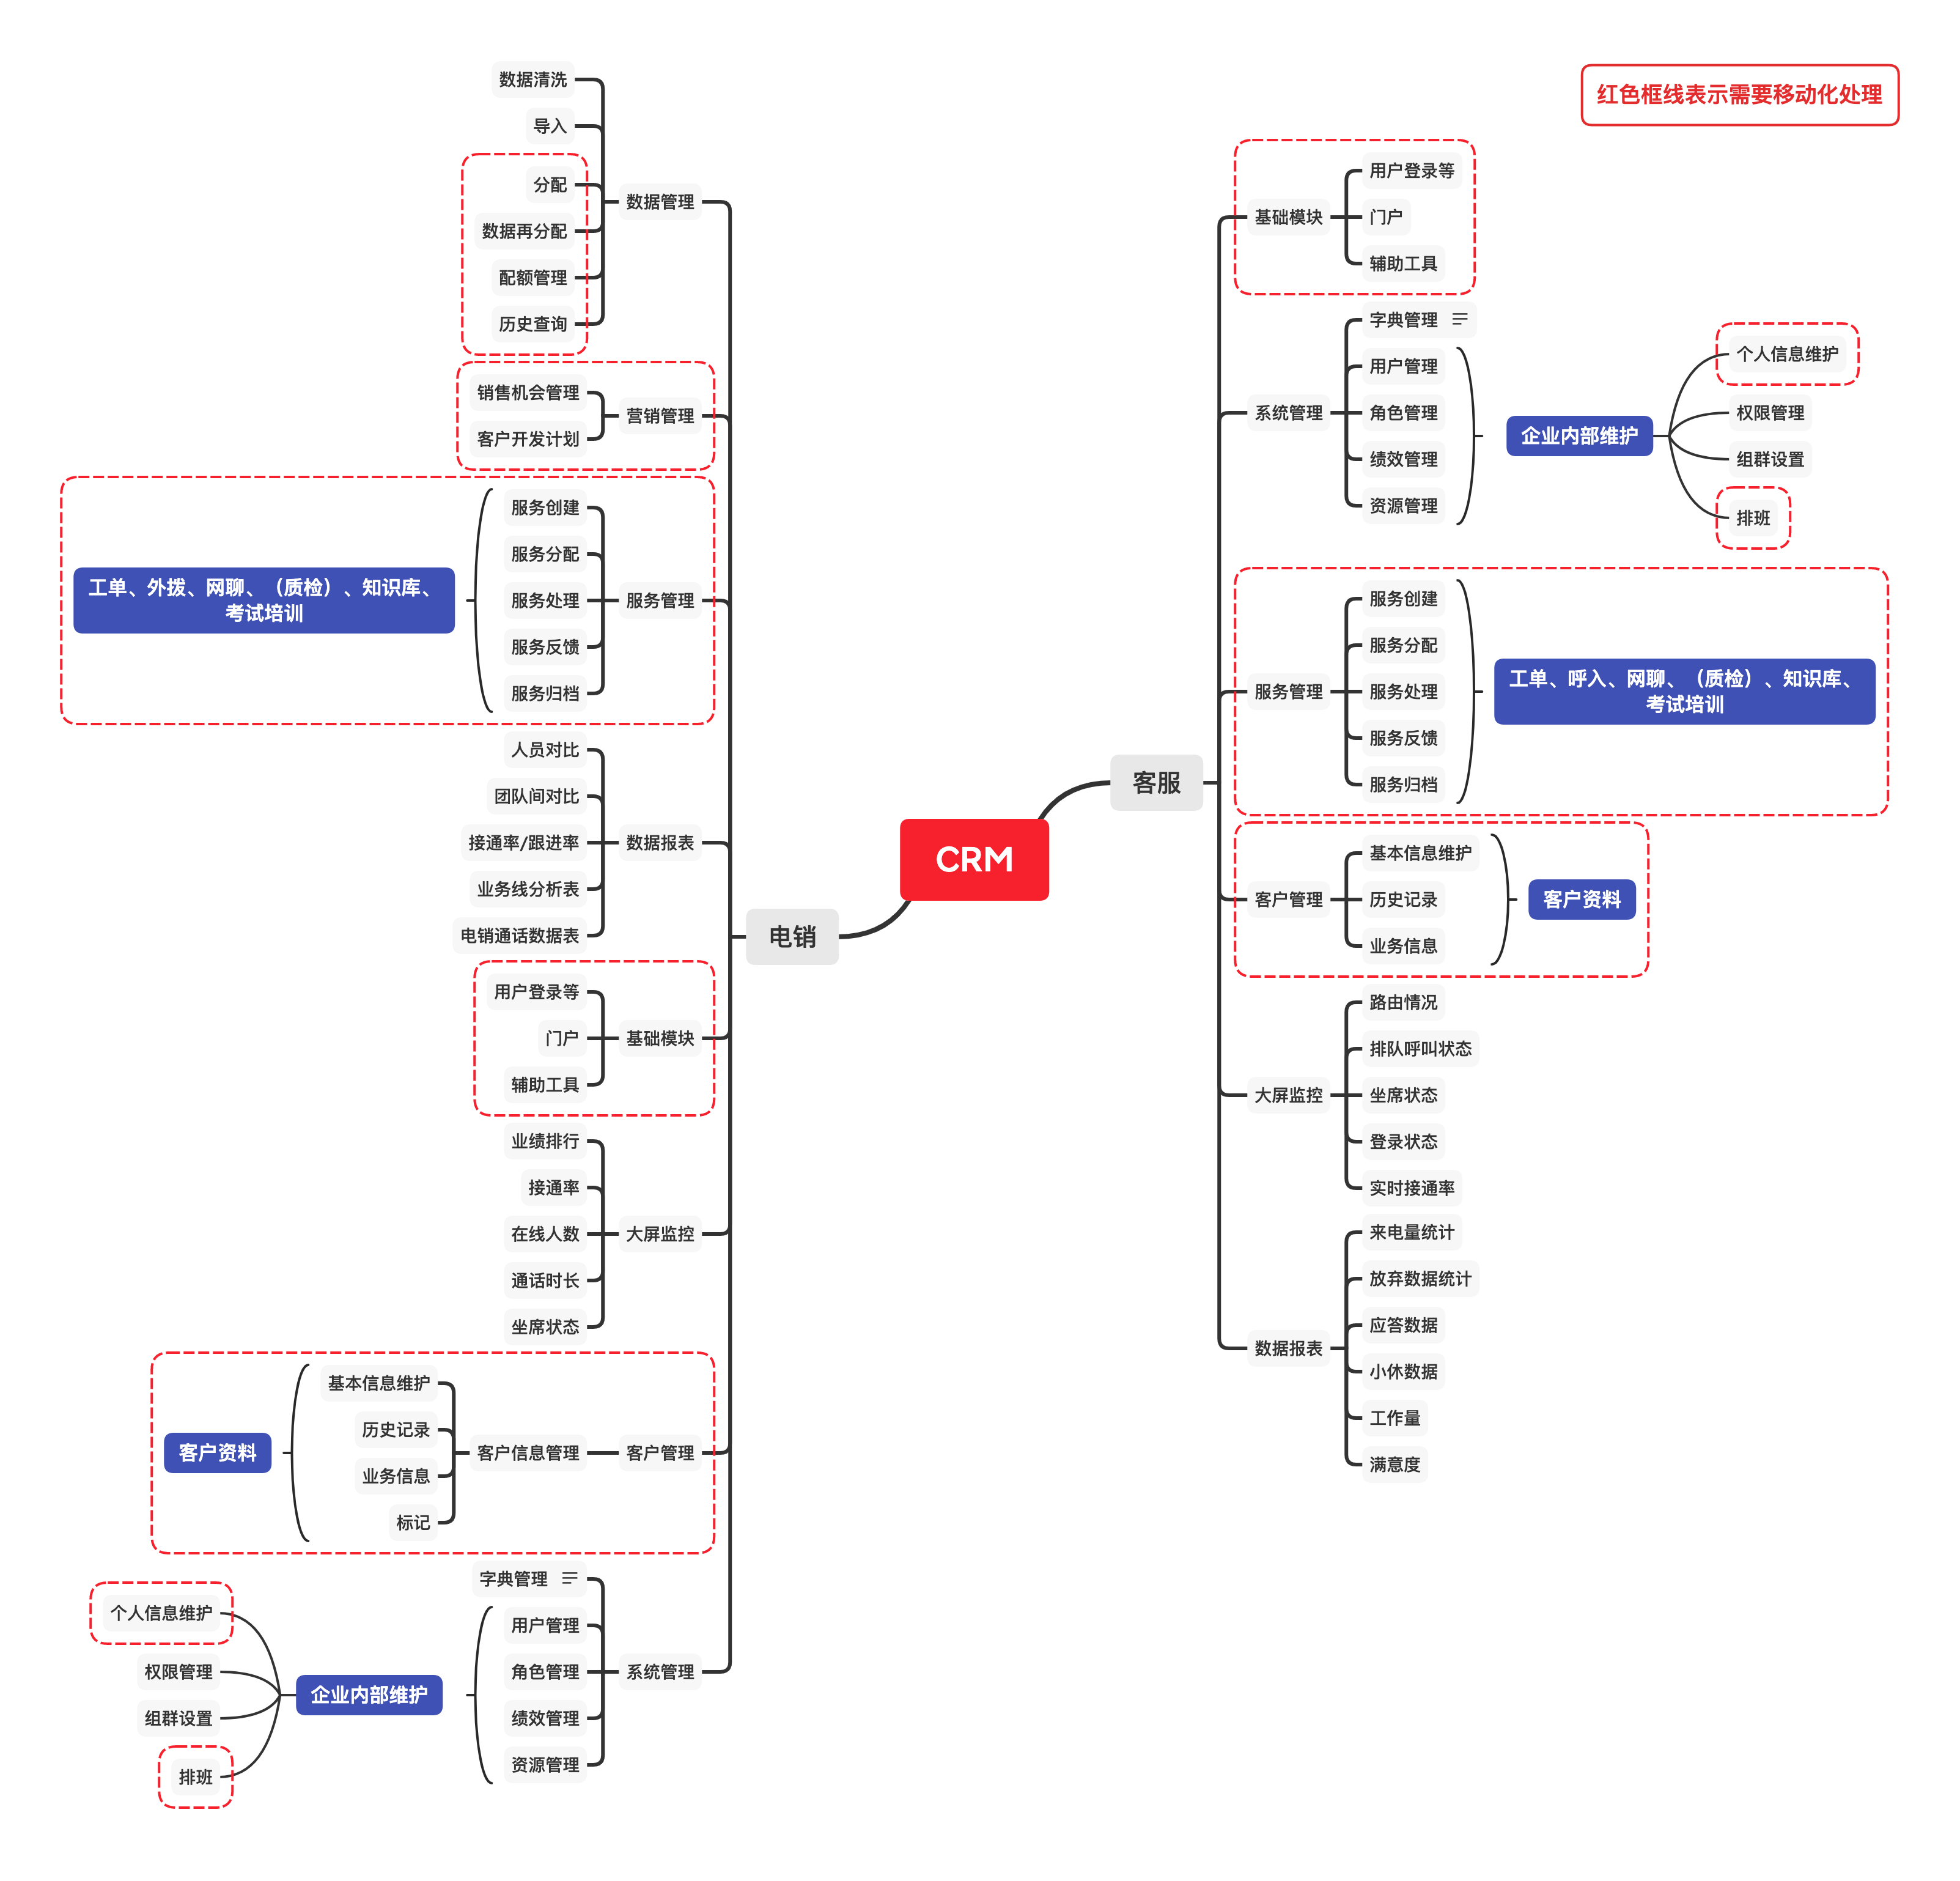 红色框线表示需要移动化处理
CRM
客服
基础模块
用户登录等
门户
辅助工具
系统管理
字典管理
用户管理
角色管理
绩效管理
资源管理
企业内部维护
个人信息维护
权限管理
组群设置
排班
服务管理
服务创建
服务分配
服务处理
服务反馈
服务归档
工单、呼入、网聊、（质检）、知识库、
考试培训
客户管理
基本信息维护
历史记录
业务信息
客户资料
大屏监控
路由情况
排队呼叫状态
坐席状态
登录状态
实时接通率
数据报表
来电量统计
放弃数据统计
应答数据
小休数据
工作量
满意度
电销
数据管理
数据清洗
导入
分配
数据再分配
配额管理
历史查询
营销管理
销售机会管理
客户开发计划
服务管理
服务创建
服务分配
服务处理
服务反馈
服务归档
工单、外拨、网聊、（质检）、知识库、
考试培训
数据报表
人员对比
团队间对比
接通率/跟进率
业务线分析表
电销通话数据表
基础模块
用户登录等
门户
辅助工具
大屏监控
业绩排行
接通率
在线人数
通话时长
坐席状态
客户管理
客户信息管理
基本信息维护
历史记录
业务信息
标记
客户资料
系统管理
字典管理
用户管理
角色管理
绩效管理
资源管理
企业内部维护
个人信息维护
权限管理
组群设置
排班